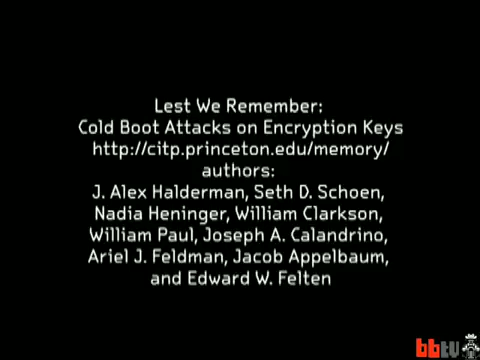 Lest We Remember:
Cold Boot Attacks on Encryption Keys
http://citp.princeton.edu/memory/
authors:
J. Alex Halderman, Seth D. Schoen,
Nadia Heninger, William Clarkson,
William Paul, Joseph A. Calandrino,
Ariel J. Feldman, Jacob Appelbaum,
and Edward W. Felten
bbtv